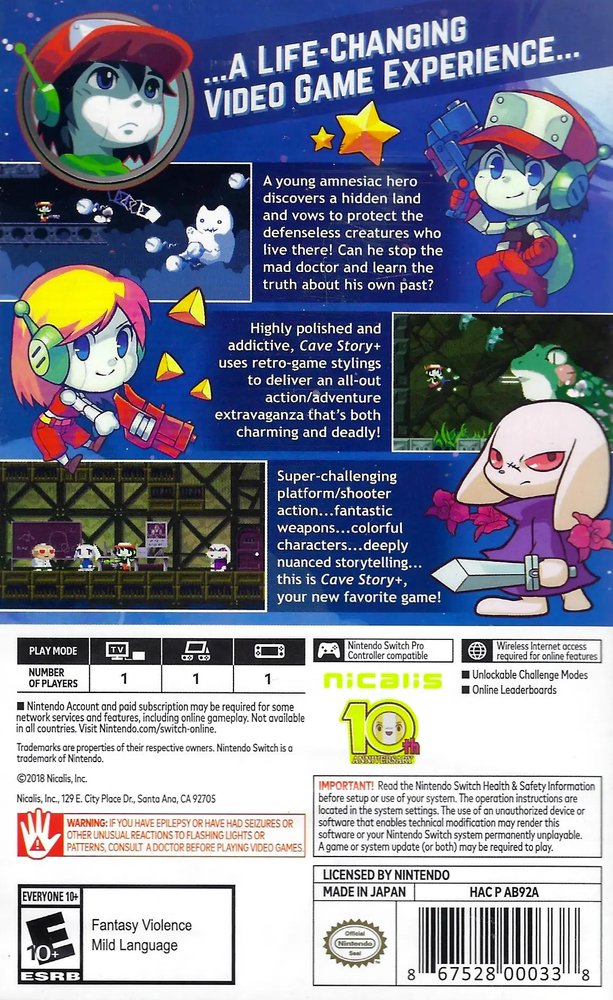 ...A LIFE-CHANGING
VIDEO GAME EXPERIENCE...
A young amnesiac hero
discovers a hidden land
and vows to protect the
defenseless creatures who
live there! Can he stop the
mad doctor and learn the
truth about his own past?
Highly polished and
addictive, Cave Story+
uses retro-game stylings
to deliver an all-out
action/adventure
extravaganza that's both
charming and deadly!
Super-challenging
platform/shooter
action...fantastic
weapons...colorful
characters...deeply
nuanced storytelling...
this is Cave Story+,
your new favorite game!
PLAY MODE
TV
NUMBER
OF PLAYERS
1
1
1
Nintendo Switch Pro
Controller compatible
Wireless Internet access
required for online features
nicalis
■ Unlockable Challenge Modes
■ Online Leaderboards
10th
ANNIVERSARY
■ Nintendo Account and paid subscription may be required for some
network services and features, including online gameplay. Not available
in all countries. Visit Nintendo.com/switch-online.
Trademarks are properties of their respective owners. Nintendo Switch is a
trademark of Nintendo.
©2018 Nicalis, Inc.
Nicalis, Inc., 129 E. City Place Dr., Santa Ana, CA 92705
WARNING: IF YOU HAVE EPILEPSY OR HAVE HAD SEIZURES OR
OTHER UNUSUAL REACTIONS TO FLASHING LIGHTS OR
PATTERNS, CONSULT A DOCTOR BEFORE PLAYING VIDEO GAMES.
IMPORTANT! Read the Nintendo Switch Health & Safety Information
before setup or use of your system. The operation instructions are
located in the system settings. The use of an unauthorized device or
software that enables technical modification may render this
software or your Nintendo Switch system permanently unplayable.
A game or system update (or both) may be required to play.
EVERYONE 10+
E
10+
ESRB
Fantasy Violence
Mild Language
LICENSED BY NINTENDO
MADE IN JAPAN
HAC P AB92A
Official
Nintendo
Seal
8 67528 00033 8